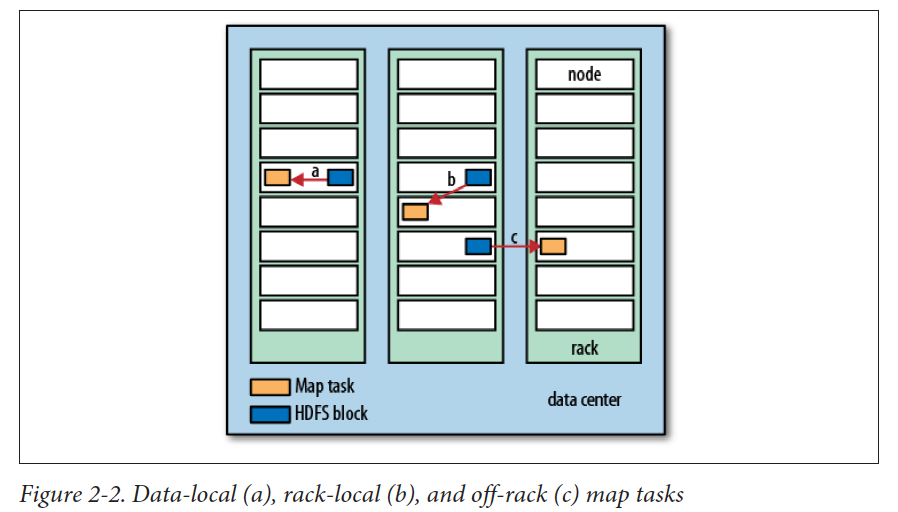 node
a
b
c
rack
Map task
HDFS block
data center
Figure 2-2. Data-local (a), rack-local (b), and off-rack (c) map tasks